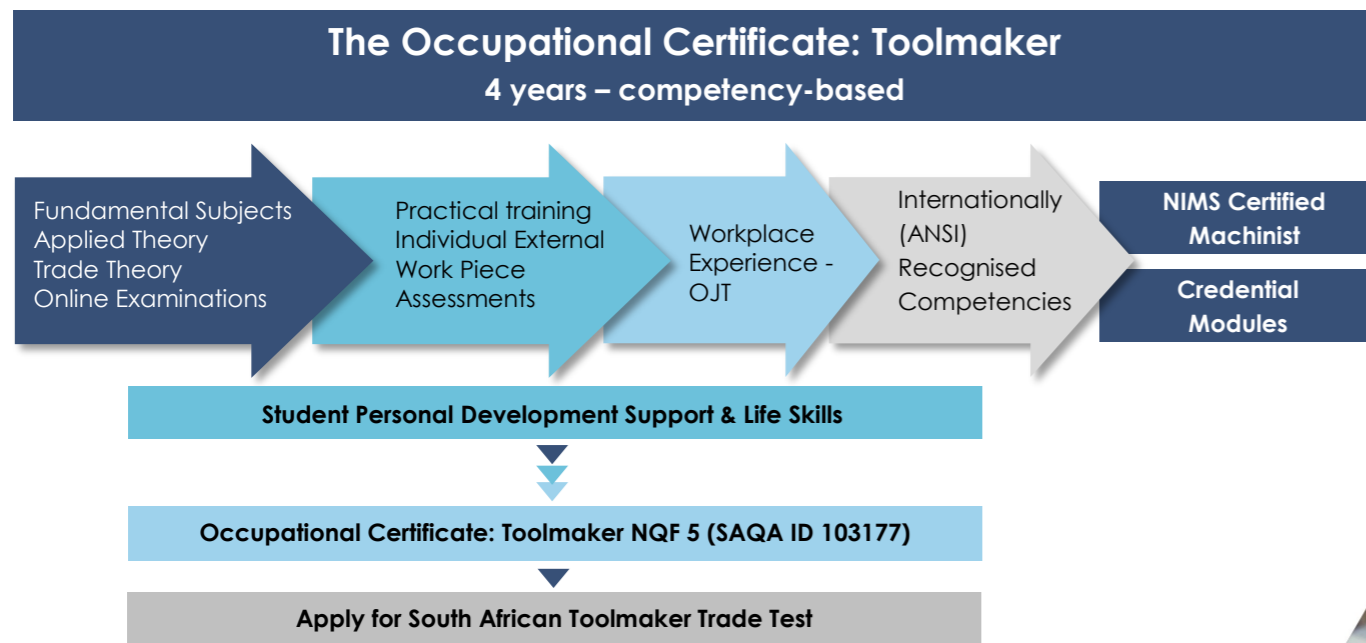 The Occupational Certificate: Toolmaker
4 years – competency-based
Fundamental Subjects
Applied Theory
Trade Theory
Online Examinations
Practical training
Individual External
Work Piece
Assessments
Workplace
Experience -
OJT
Internationally
(ANSI)
Recognised
Competencies
NIMS Certified
Machinist
Credential
Modules
Student Personal Development Support & Life Skills
Occupational Certificate: Toolmaker NQF 5 (SAQA ID 103177)
Apply for South African Toolmaker Trade Test